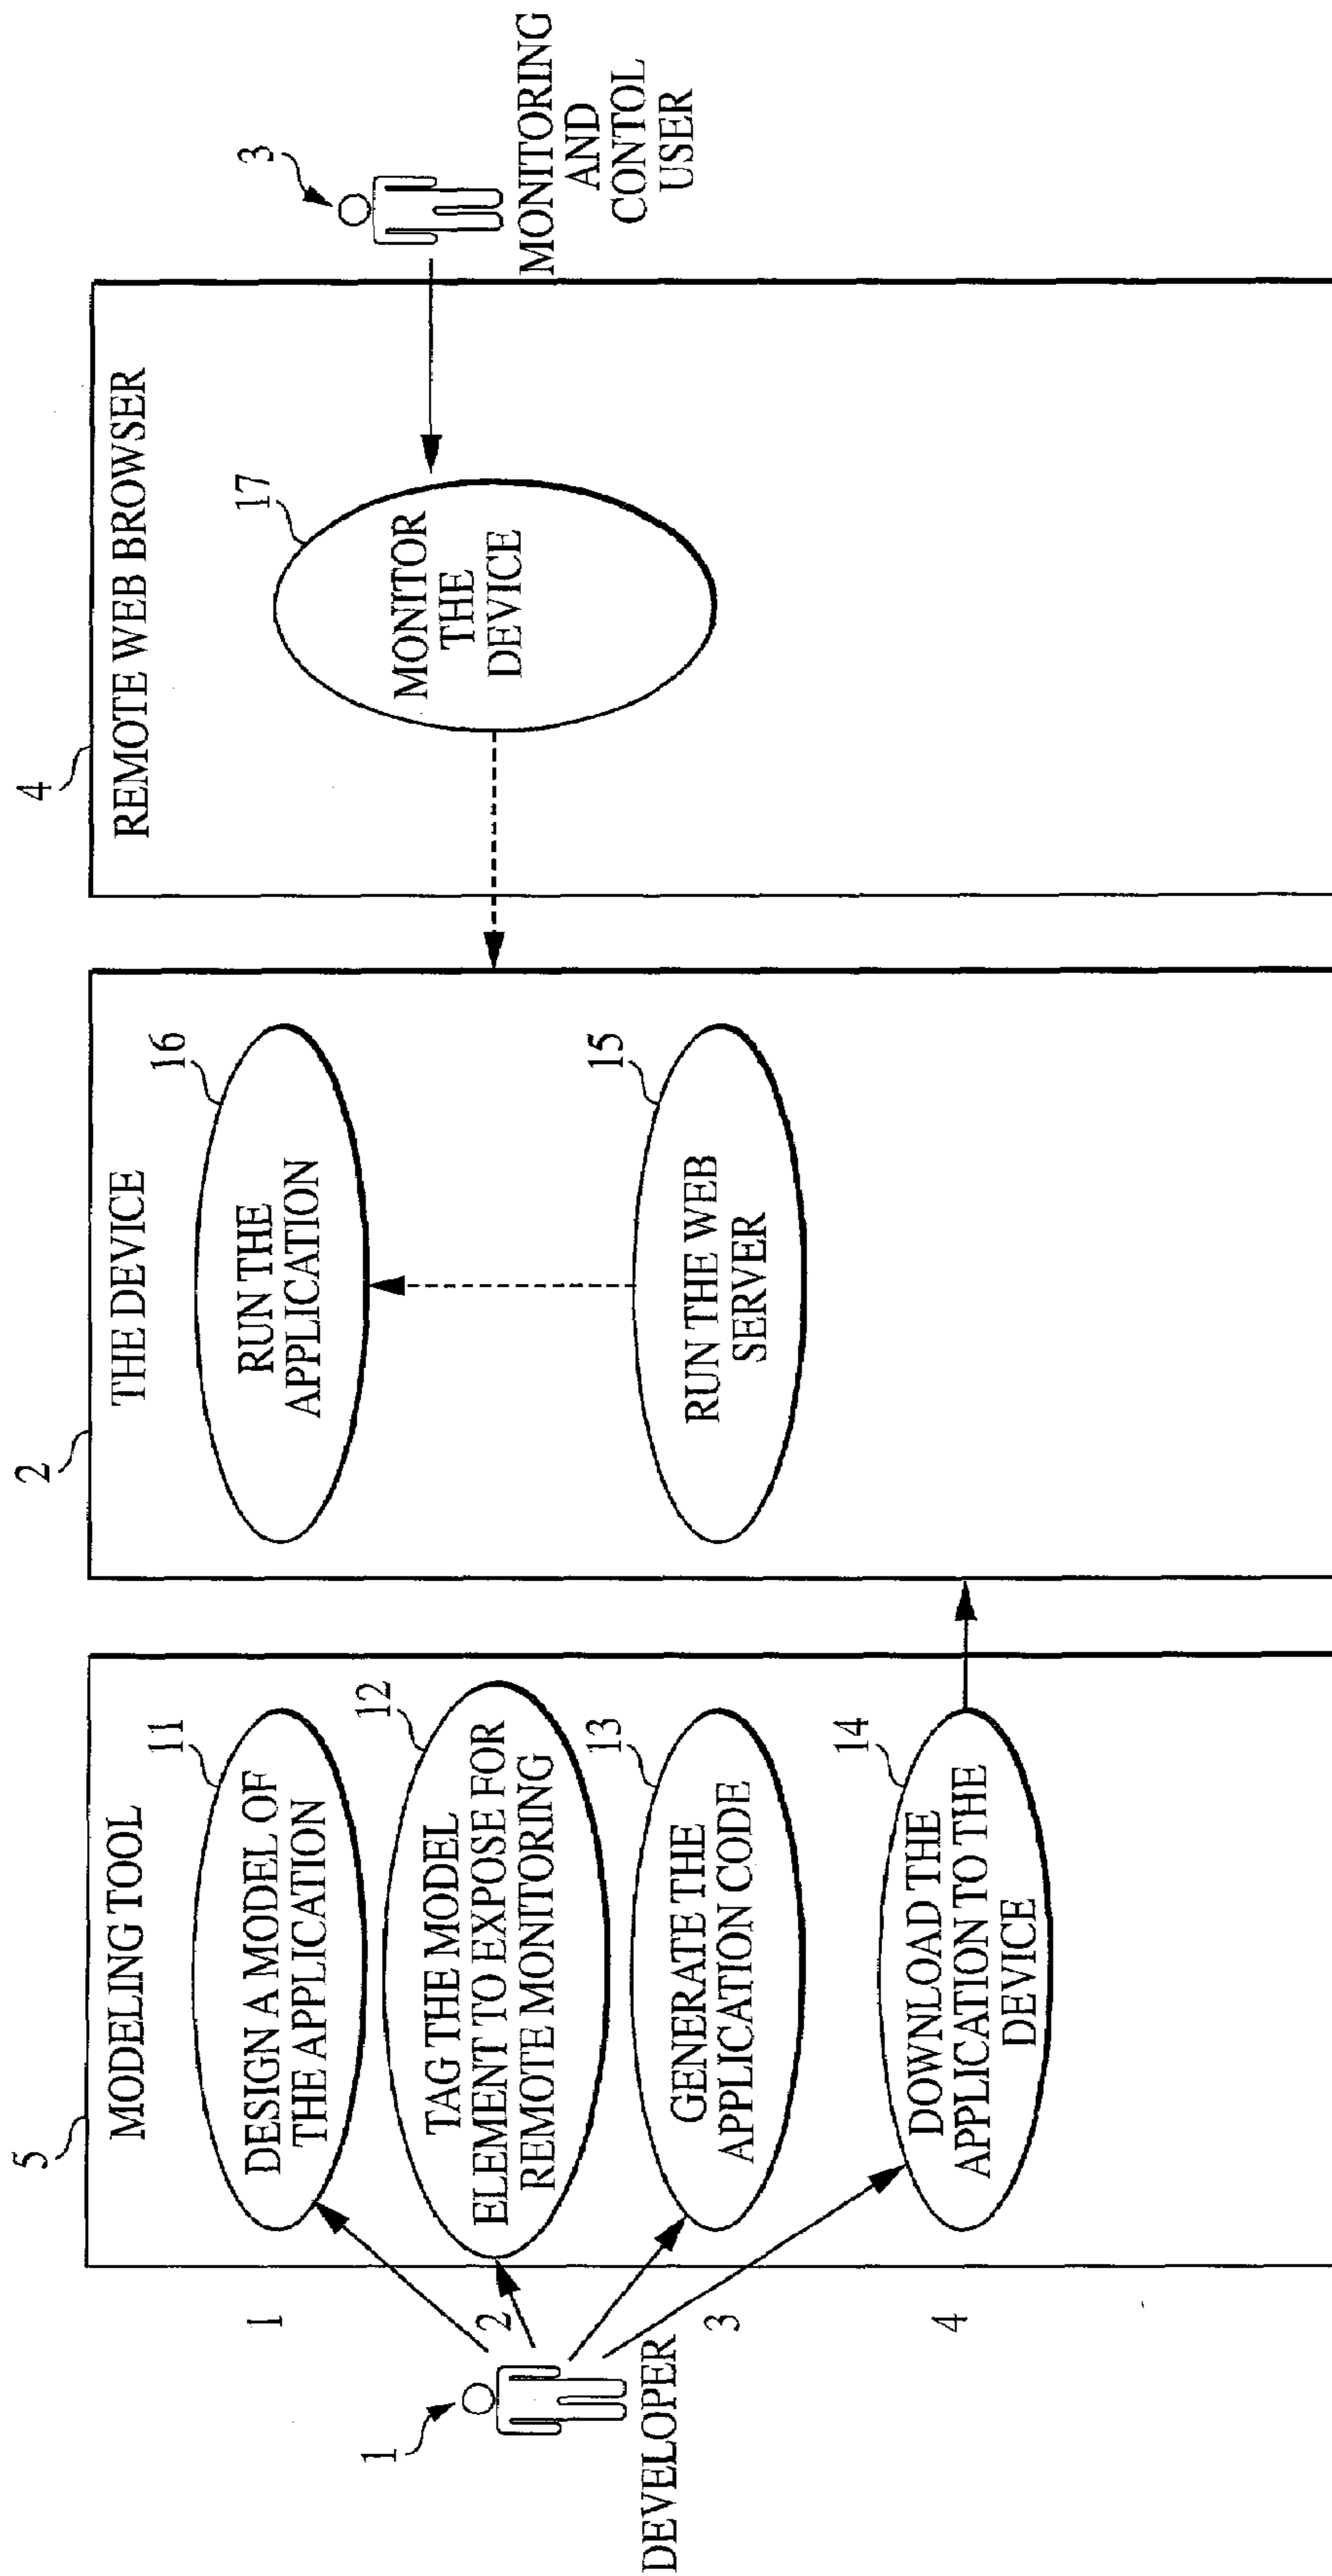 5
MODELING TOOL
11
DESIGN A MODEL OF
THE APPLICATION
12
TAG THE MODEL
ELEMENT TO EXPOSE FOR
REMOTE MONITORING
13
GENERATE THE
APPLICATION CODE
14
DOWNLOAD THE
APPLICATION TO THE
DEVICE
1
2
3
4
1
DEVELOPER
2
THE DEVICE
16
RUN THE
APPLICATION
15
RUN THE WEB
SERVER
4
REMOTE WEB BROWSER
17
MONITOR
THE
DEVICE
3
MONITORING
AND
CONTOL
USER